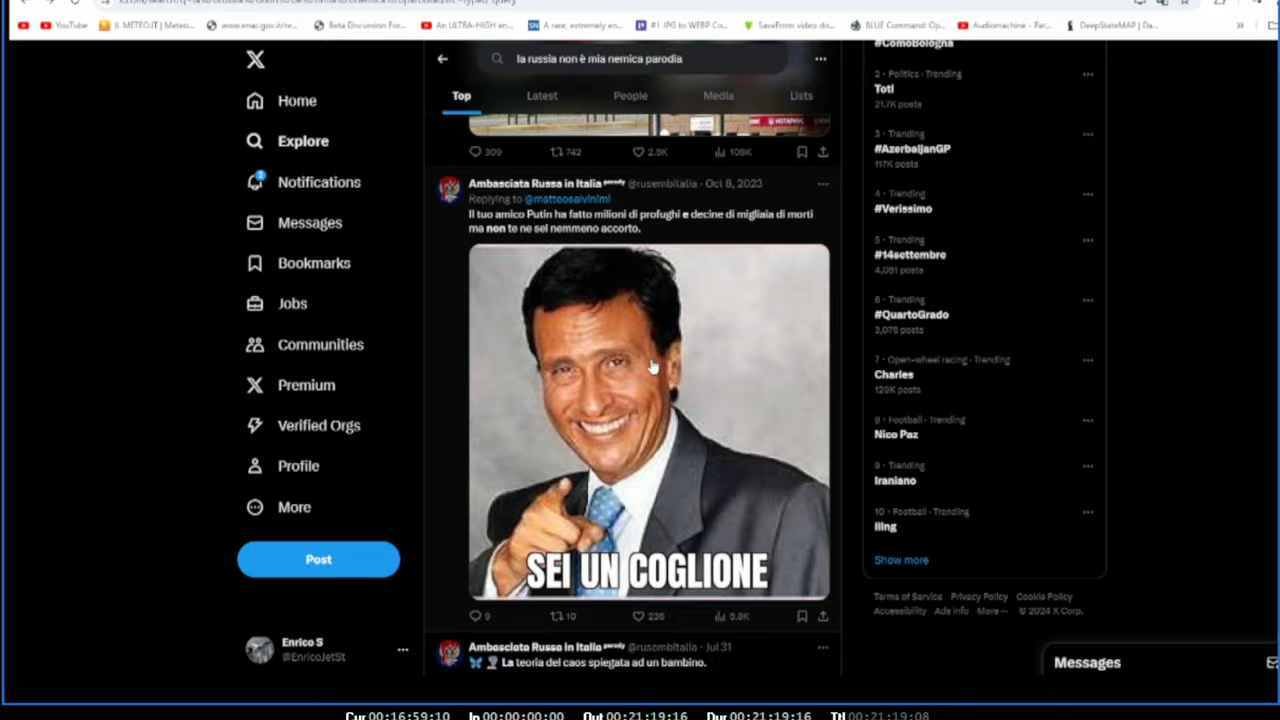 YouTube
IL METEO.IT | Meteo...
www.enac.gov.it/re...
Beta Discussion For...
An ULTRA-HIGH en...
A rare, extremely en...
#1 JPG to WEBP Co...
SaveFrom video do...
BLUE Command: Op...
Audiomachine - Par...
DeepStateMAP | Da...
Home
Explore
2
Notifications
Messages
Bookmarks
Jobs
Communities
Premium
Verified Orgs
Profile
More
Post
Enrico S
@EnricoJetSt
la russia non è mia nemica parodia
Top Latest People Media Lists
309 742 2.5K 109K
Ambasciata Russa in Italia parody @rusembitalia · Oct 8, 2023
Replying to @matteosalvinimi
Il tuo amico Putin ha fatto milioni di profughi e decine di migliaia di morti
ma non te ne sei nemmeno accorto.
SEI UN COGLIONE
9 10 235 5.9K
Ambasciata Russa in Italia parody @rusembitalia · Jul 31
La teoria del caos spiegata ad un bambino.
#ComoBologna
2 · Politics · Trending
Toti
21.7K posts
3 · Trending
#AzerbaijanGP
117K posts
4 · Trending
#Verissimo
5 · Trending
#14settembre
4,051 posts
6 · Trending
#QuartoGrado
3,076 posts
7 · Open-wheel racing · Trending
Charles
129K posts
8 · Football · Trending
Nico Paz
9 · Trending
Iraniano
10 · Football · Trending
Iling
Show more
Terms of Service Privacy Policy Cookie Policy
Accessibility Ads info More ··· © 2024 X Corp.
Messages
Cur 00:16:59:10 In 00:00:00:00 Out 00:21:19:16 Dur 00:21:19:16 Ttl 00:21:19:08